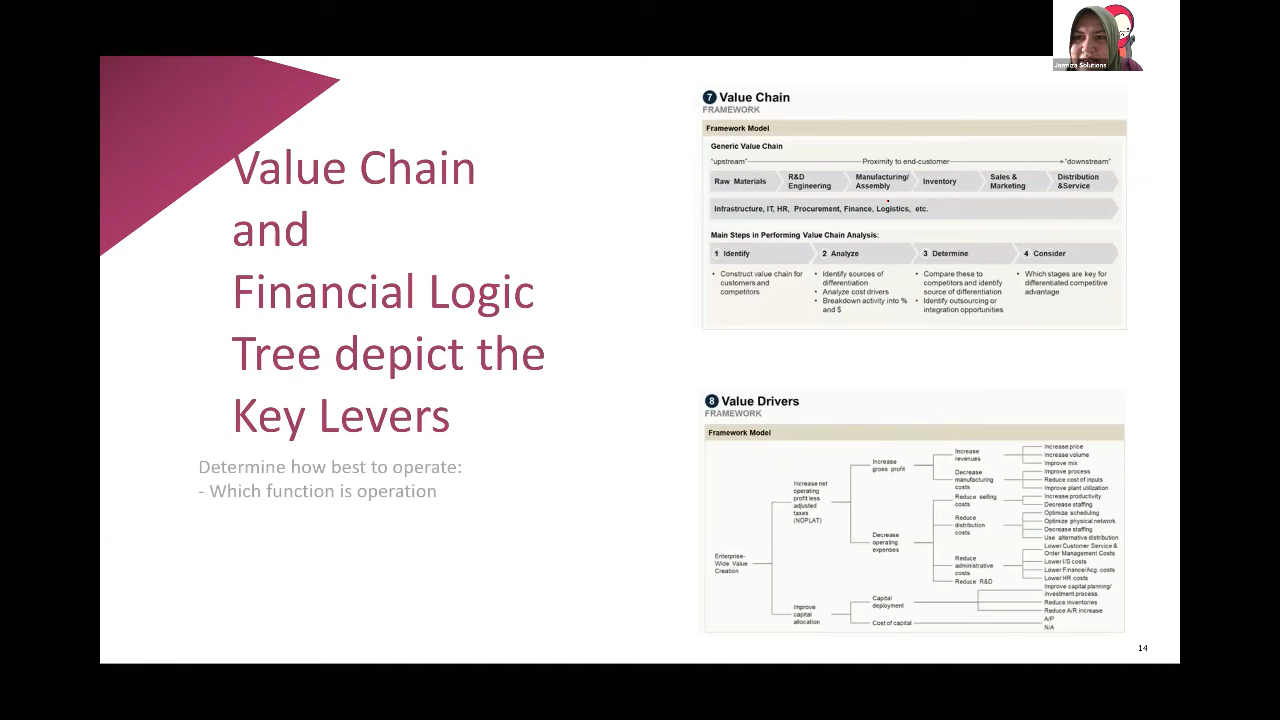 Jasmize Solutions
Value Chain
and
Financial Logic
Tree depict the
Key Levers
Determine how best to operate:
- Which function is operation
7 Value Chain
FRAMEWORK
Framework Model
Generic Value Chain
"upstream" Proximity to end-customer "downstream"
Raw Materials
R&D
Engineering
Manufacturing/
Assembly
Inventory
Sales &
Marketing
Distribution
&Service
Infrastructure, IT, HR, Procurement, Finance, Logistics, etc.
Main Steps in Performing Value Chain Analysis:
1 Identify
2 Analyze
3 Determine
4 Consider
• Construct value chain for
customers and
competitors
• Identify sources of
differentiation
• Analyze cost drivers
• Breakdown activity into %
and $
• Compare these to
competitors and identify
source of differentiation
• Identify outsourcing or
integration opportunities
• Which stages are key for
differentiated competitive
advantage
8 Value Drivers
FRAMEWORK
Framework Model
Enterprise-
Wide Value
Creation
Increase net
operating
profit less
adjusted
taxes
(NOPLAT)
Improve
capital
allocation
Increase
gross profit
Decrease
operating
expenses
Capital
deployment
Cost of capital
Increase
revenues
Decrease
manufacturing
costs
Reduce selling
costs
Reduce
distribution
costs
Reduce
administrative
costs
Reduce R&D
Increase price
Increase volume
Improve mix
Improve process
Reduce cost of inputs
Improve plant utilization
Increase productivity
Decrease staffing
Optimize scheduling
Optimize physical network
Decrease staffing
Use alternative distribution
Lower Customer Service &
Order Management Costs
Lower I/S costs
Lower Finance/Acg. costs
Lower HR costs
Improve capital planning/
investment process
Reduce inventories
Reduce A/R increase
A/P
N/A
14